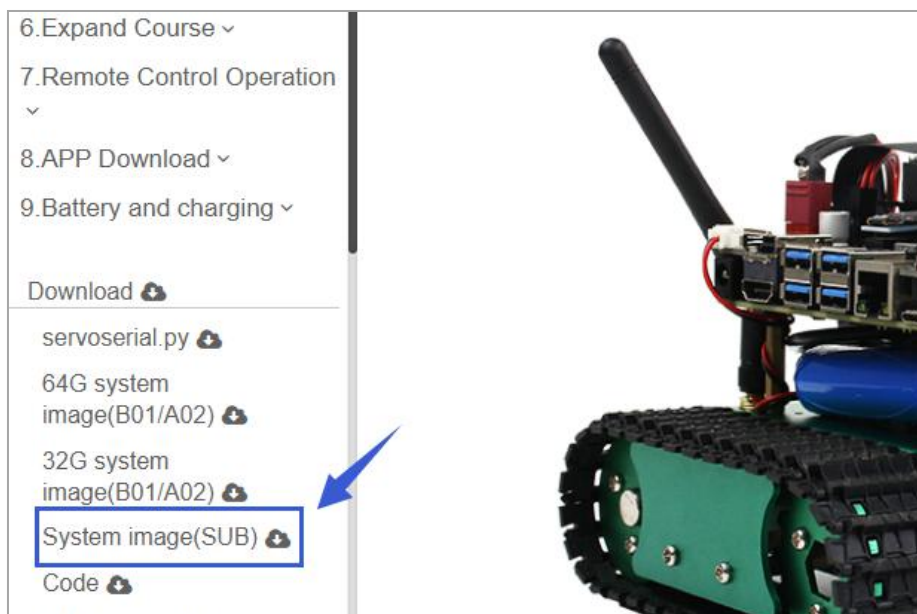 6.Expand Course
7.Remote Control Operation
8.APP Download
9.Battery and charging
Download
servoserial.py
64G system
image(B01/A02)
32G system
image(B01/A02)
System image(SUB)
Code